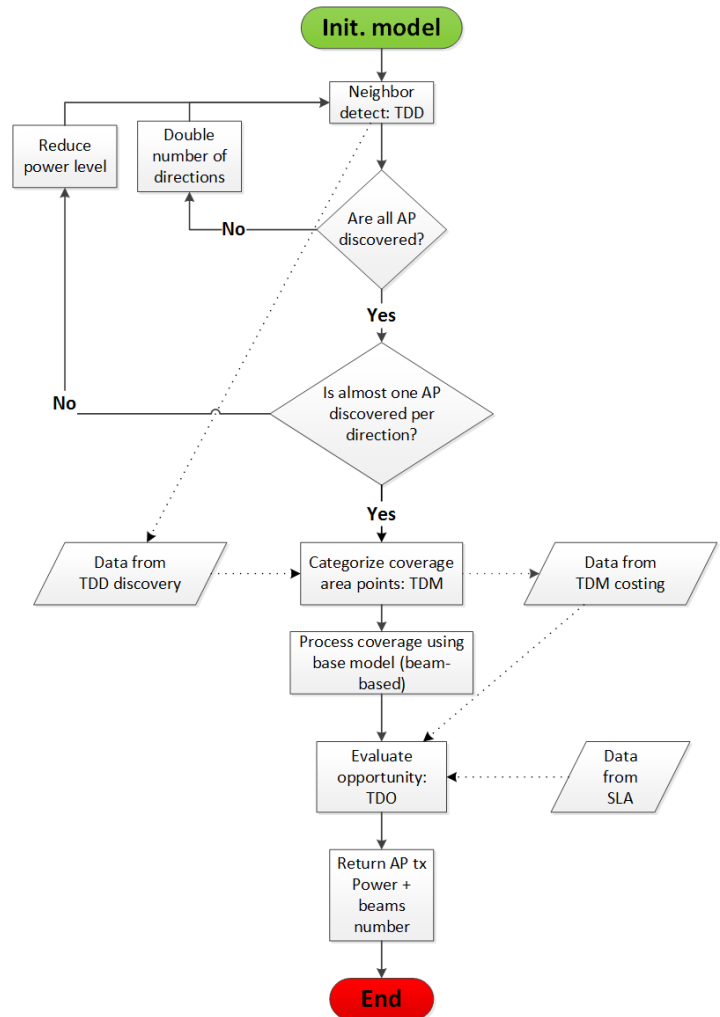 Init. model
Neighbor
detect: TDD
Reduce
power level
Double
number of
directions
Are all AP
discovered?
No
Yes
Is almost one AP
discovered per
direction?
No
Yes
Data from
TDD discovery
Categorize coverage
area points: TDM
Data from
TDM costing
Process coverage using
base model (beam-
based)
Evaluate
opportunity:
TDO
Data
from
SLA
Return AP tx
Power +
beams
number
End